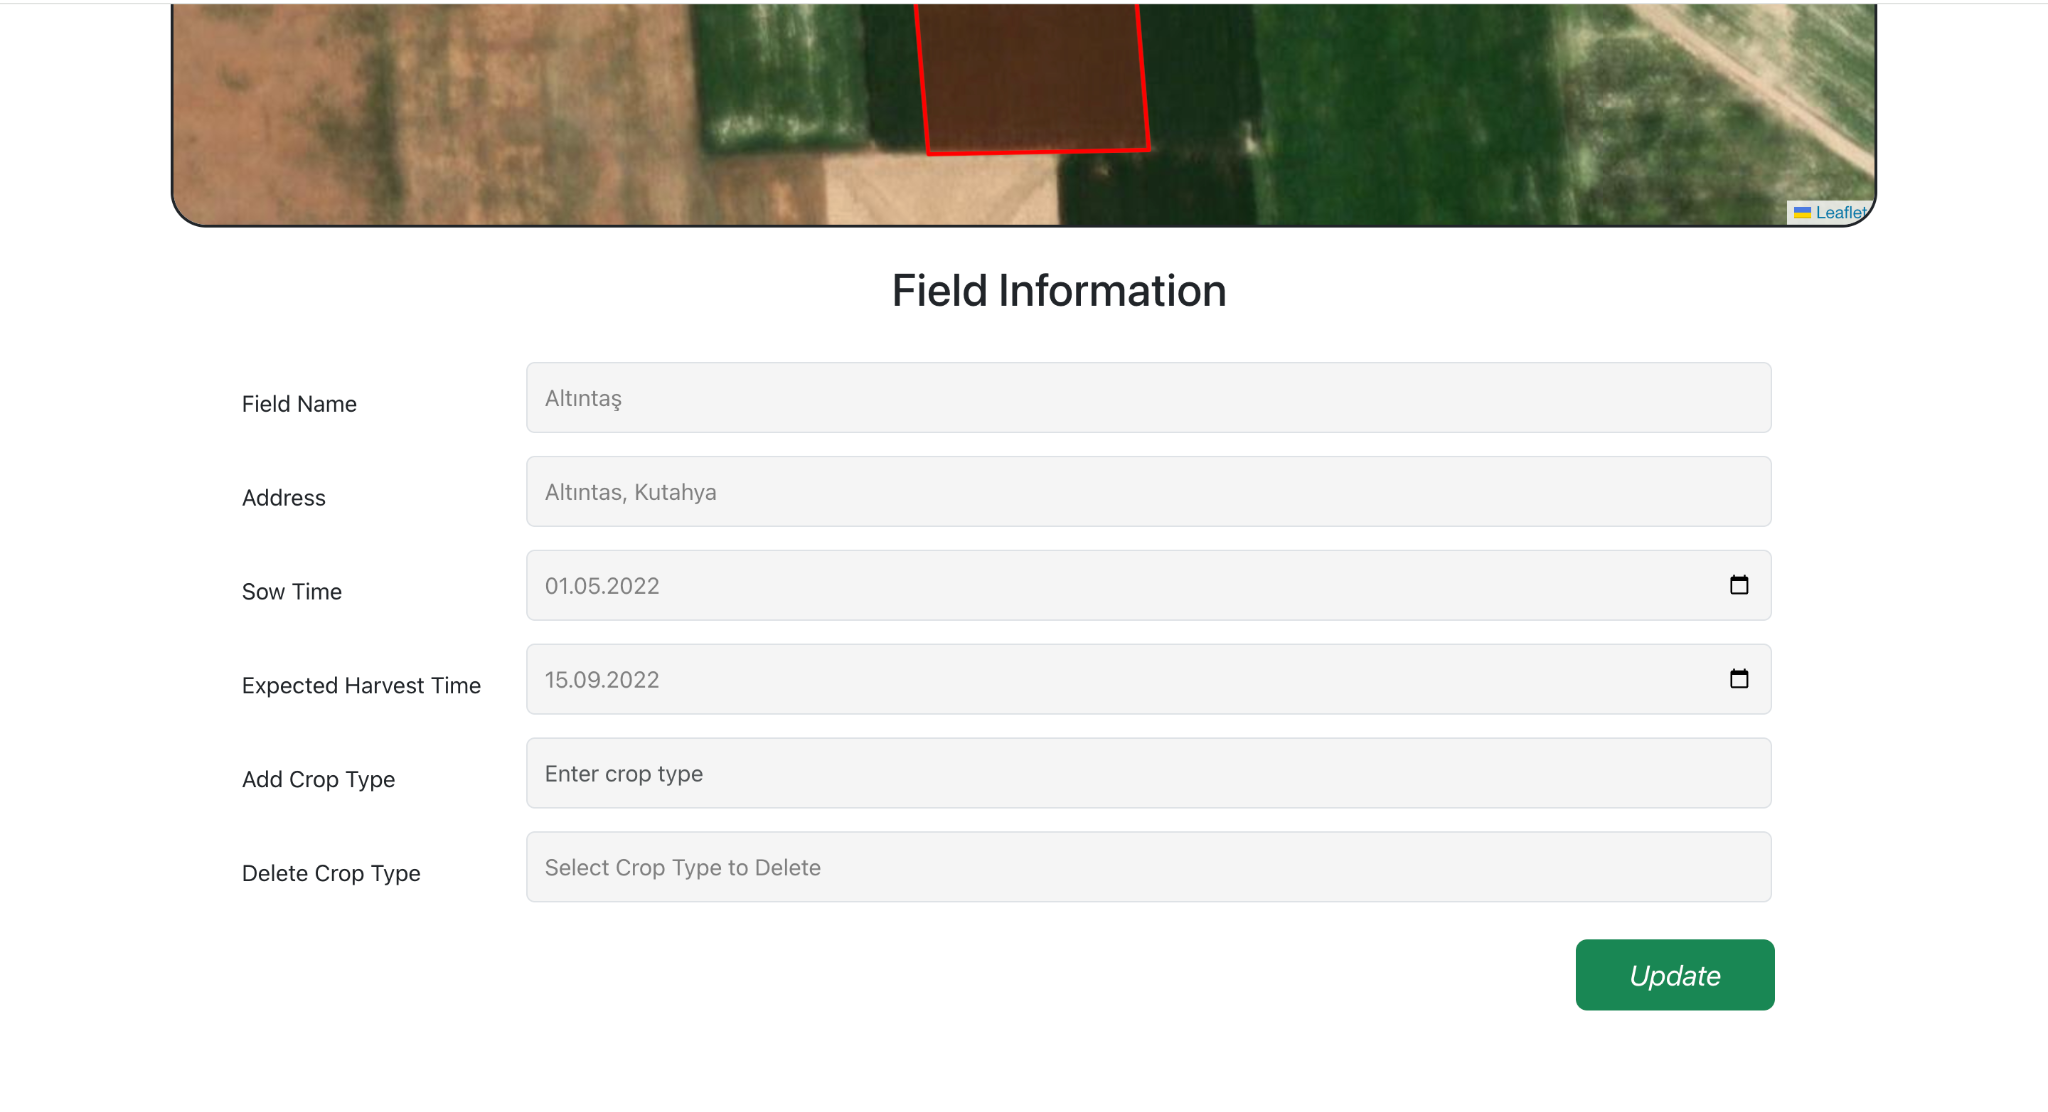 Leaflet
Field Information
Field Name
Altıntaş
Address
Altıntas, Kutahya
Sow Time
01.05.2022
Expected Harvest Time
15.09.2022
Add Crop Type
Enter crop type
Delete Crop Type
Select Crop Type to Delete
Update